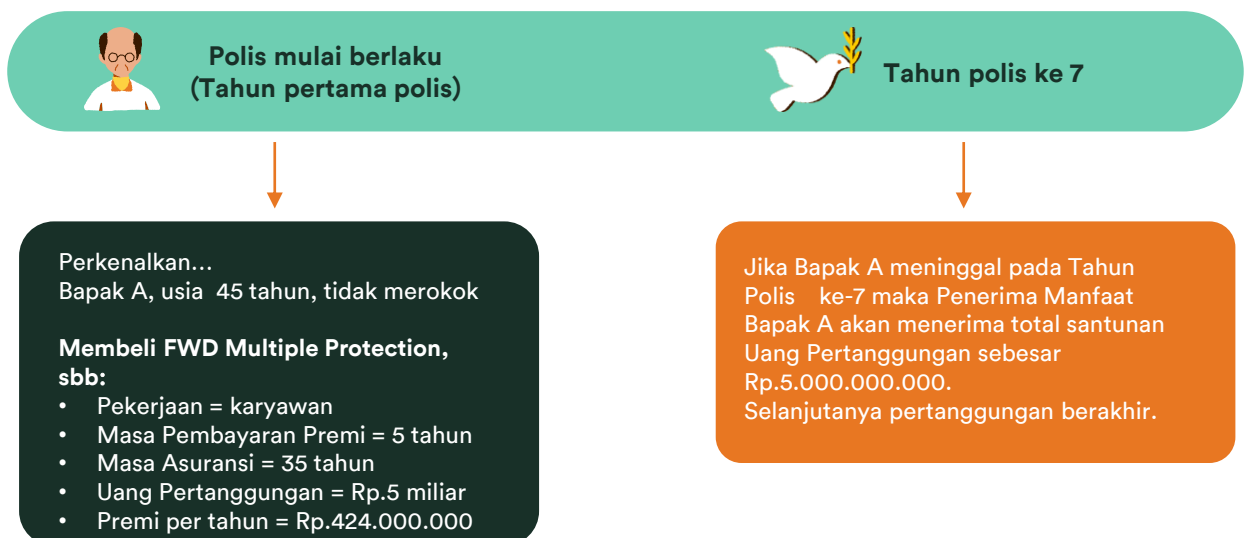 Polis mulai berlaku
(Tahun pertama polis)
Tahun polis ke 7
Perkenalkan...
Bapak A, usia  45 tahun, tidak merokok
Membeli FWD Multiple Protection,
sbb:
• Pekerjaan = karyawan
• Masa Pembayaran Premi = 5 tahun
• Masa Asuransi = 35 tahun
• Uang Pertanggungan = Rp.5 miliar
• Premi per tahun = Rp.424.000.000
Jika Bapak A meninggal pada Tahun
Polis   ke-7 maka Penerima Manfaat
Bapak A akan menerima total santunan
Uang Pertanggungan sebesar
Rp.5.000.000.000.
Selanjutanya pertanggungan berakhir.